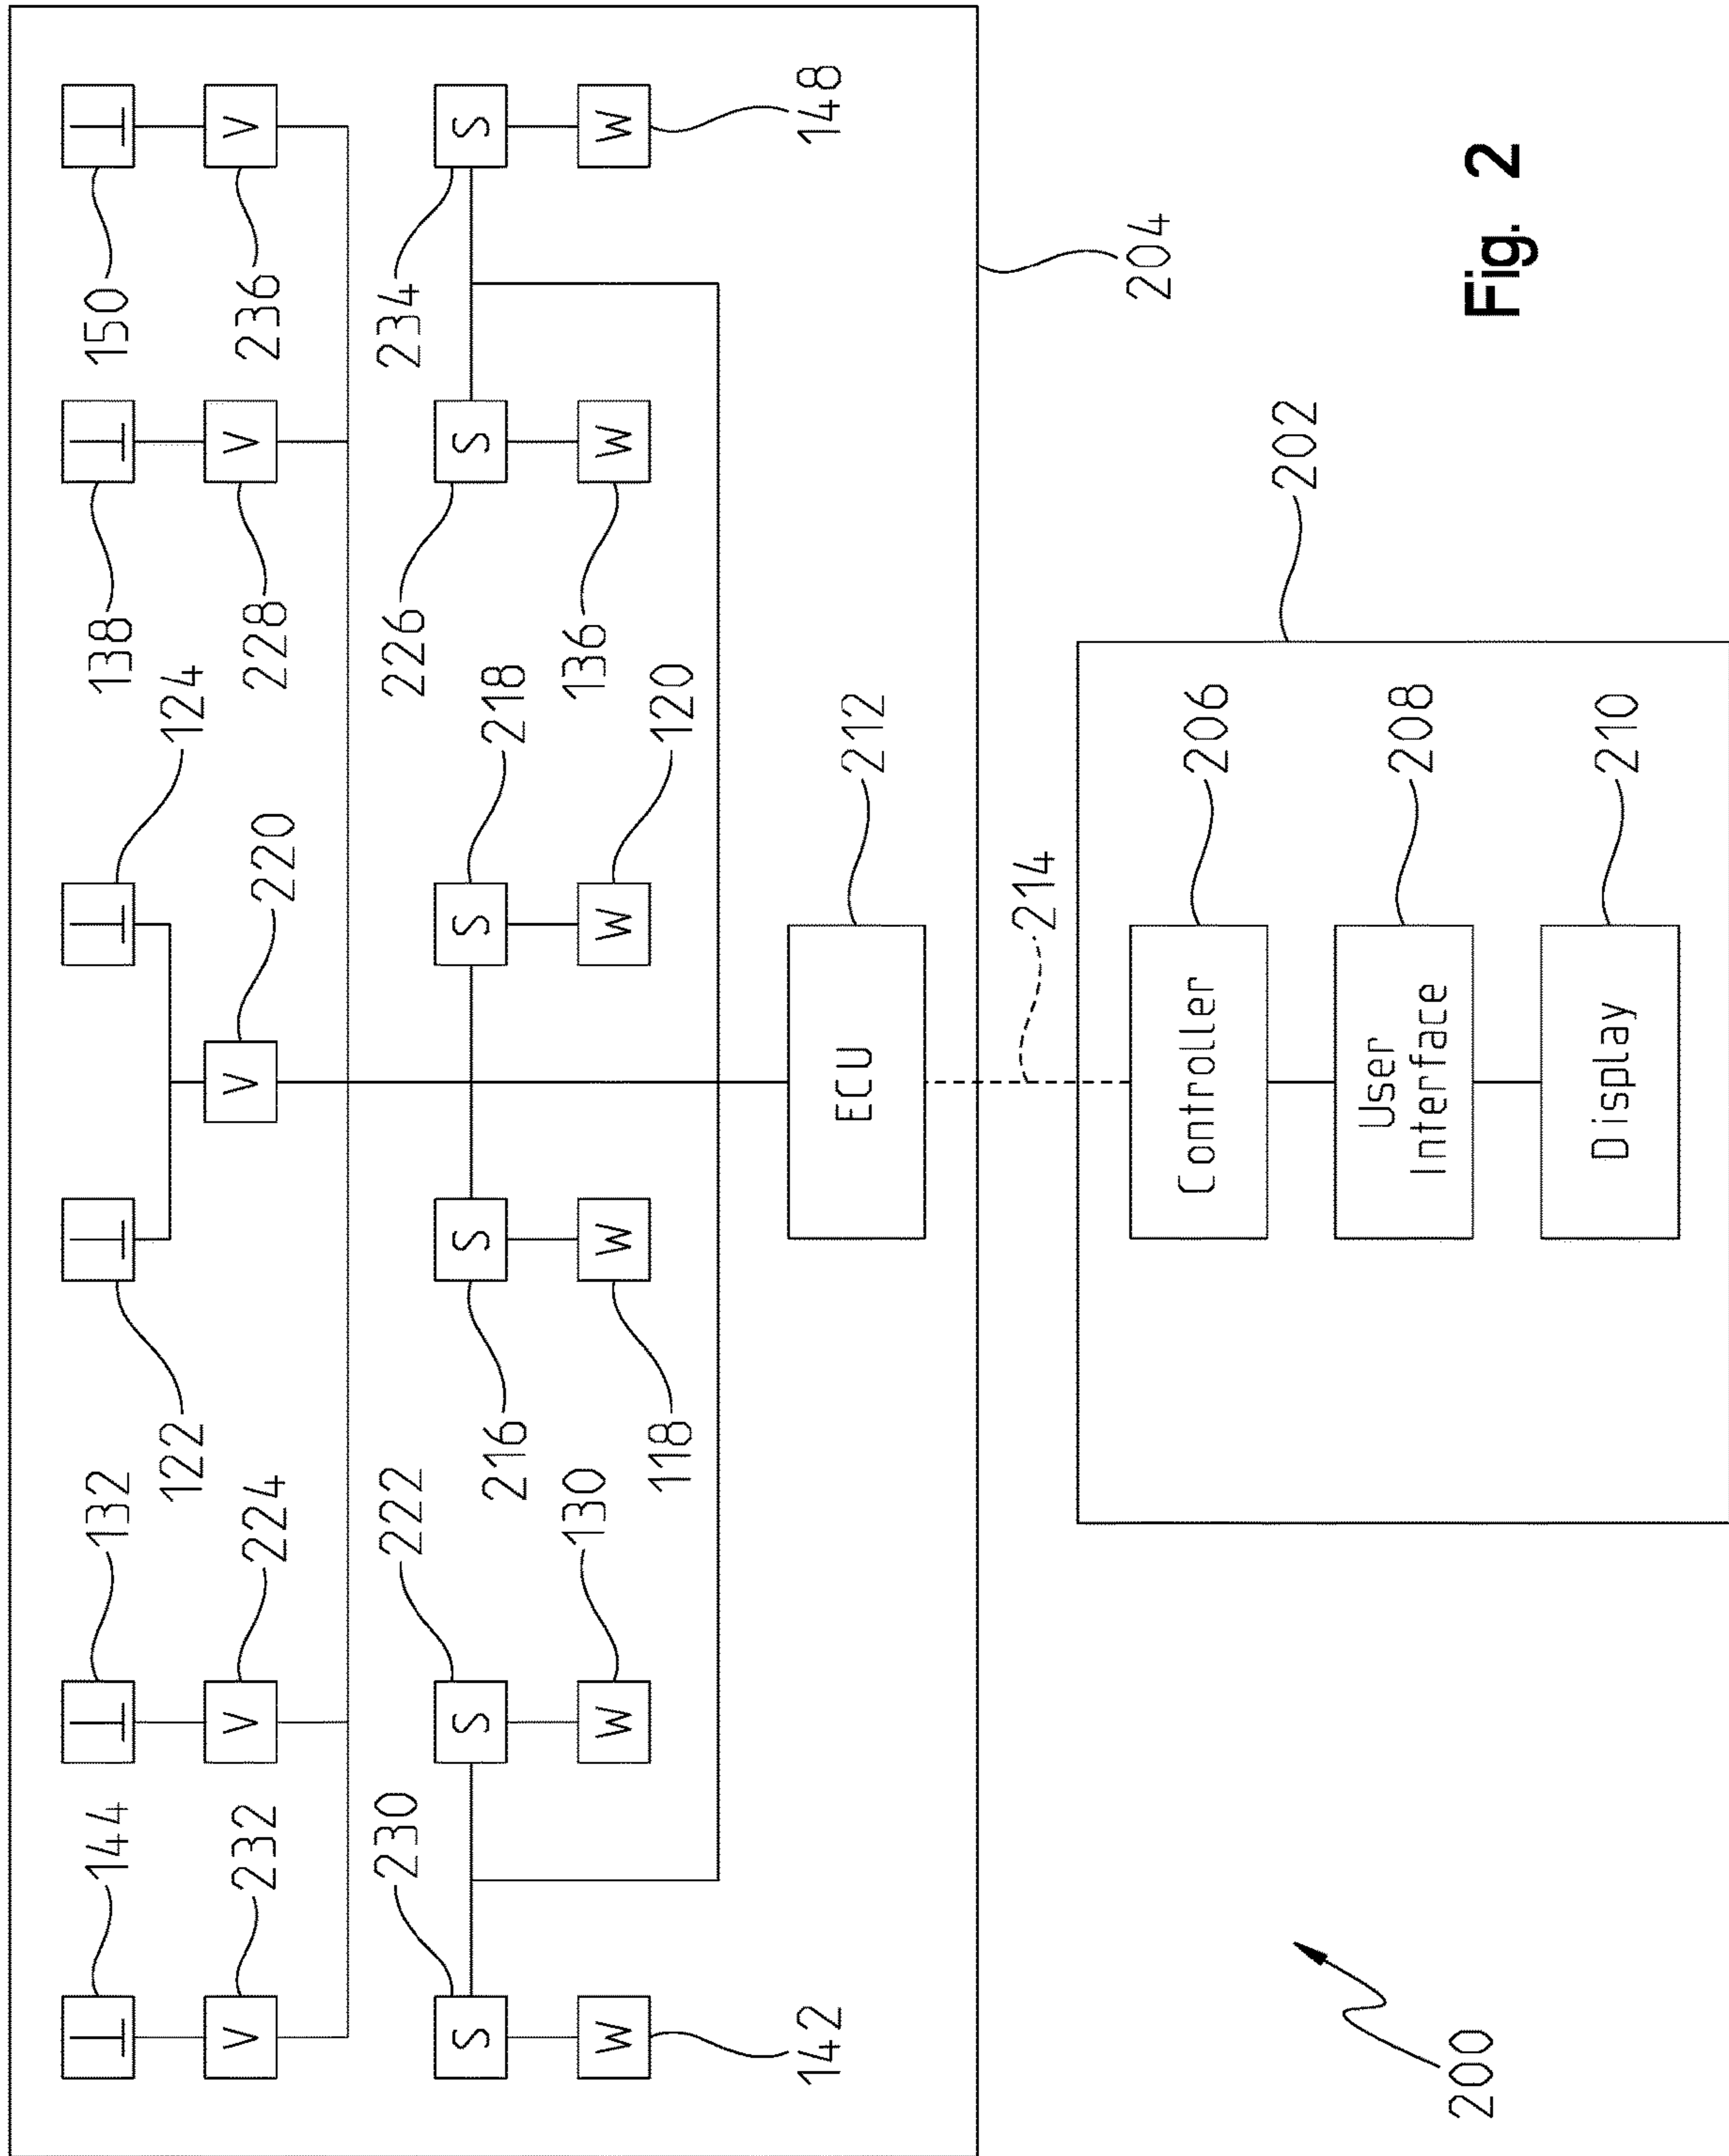 T T T T T T
144 132 138 150
122 124
V V V V V
232 224 220 228 236
230 222 226 234
S S S S S S
216 218
W W W W W W
130 136
118 120
142 148
ECU
212
214
204
202
Controller
206
User
Interface
208
Display
210
200
Fig. 2